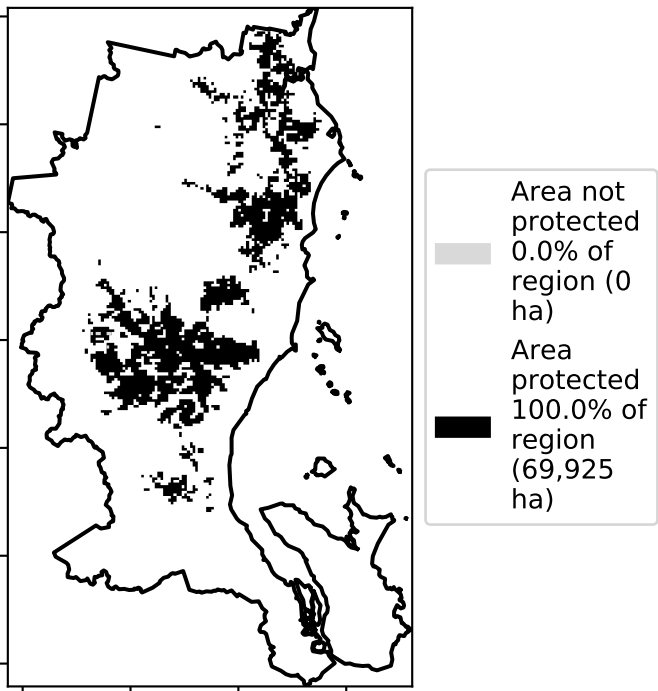 Area not
protected
0.0% of
region (0
ha)
Area
protected
100.0% of
region
(69,925
ha)